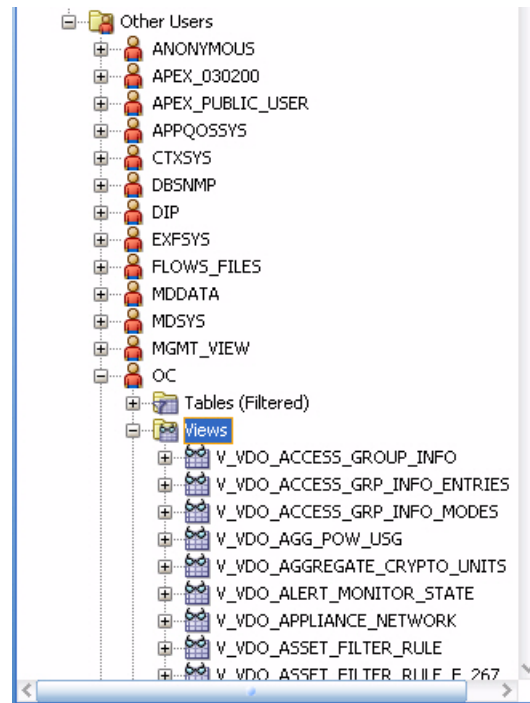 Other Users
ANONYMOUS
APEX_030200
APEX_PUBLIC_USER
APPQOSSYS
CTXSYS
DBSNMP
DIP
EXFSYS
FLOWS_FILES
MDDATA
MDSYS
MGMT_VIEW
OC
Tables (Filtered)
Views
V_VDO_ACCESS_GROUP_INFO
V_VDO_ACCESS_GRP_INFO_ENTRIES
V_VDO_ACCESS_GRP_INFO_MODES
V_VDO_AGG_POW_USG
V_VDO_AGGREGATE_CRYPTO_UNITS
V_VDO_ALERT_MONITOR_STATE
V_VDO_APPLIANCE_NETWORK
V_VDO_ASSET_FILTER_RULE
V_VDO_ASSET_FILTER_RULE_F_267